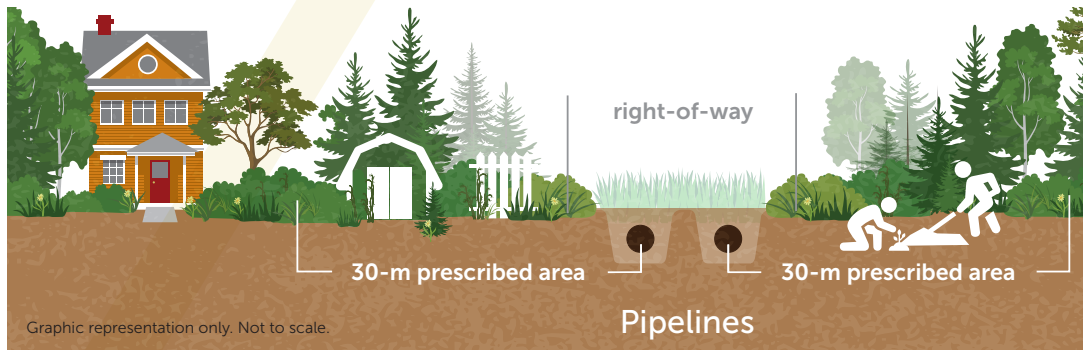 right-of-way
30-m prescribed area
30-m prescribed area
Pipelines
Graphic representation only. Not to scale.